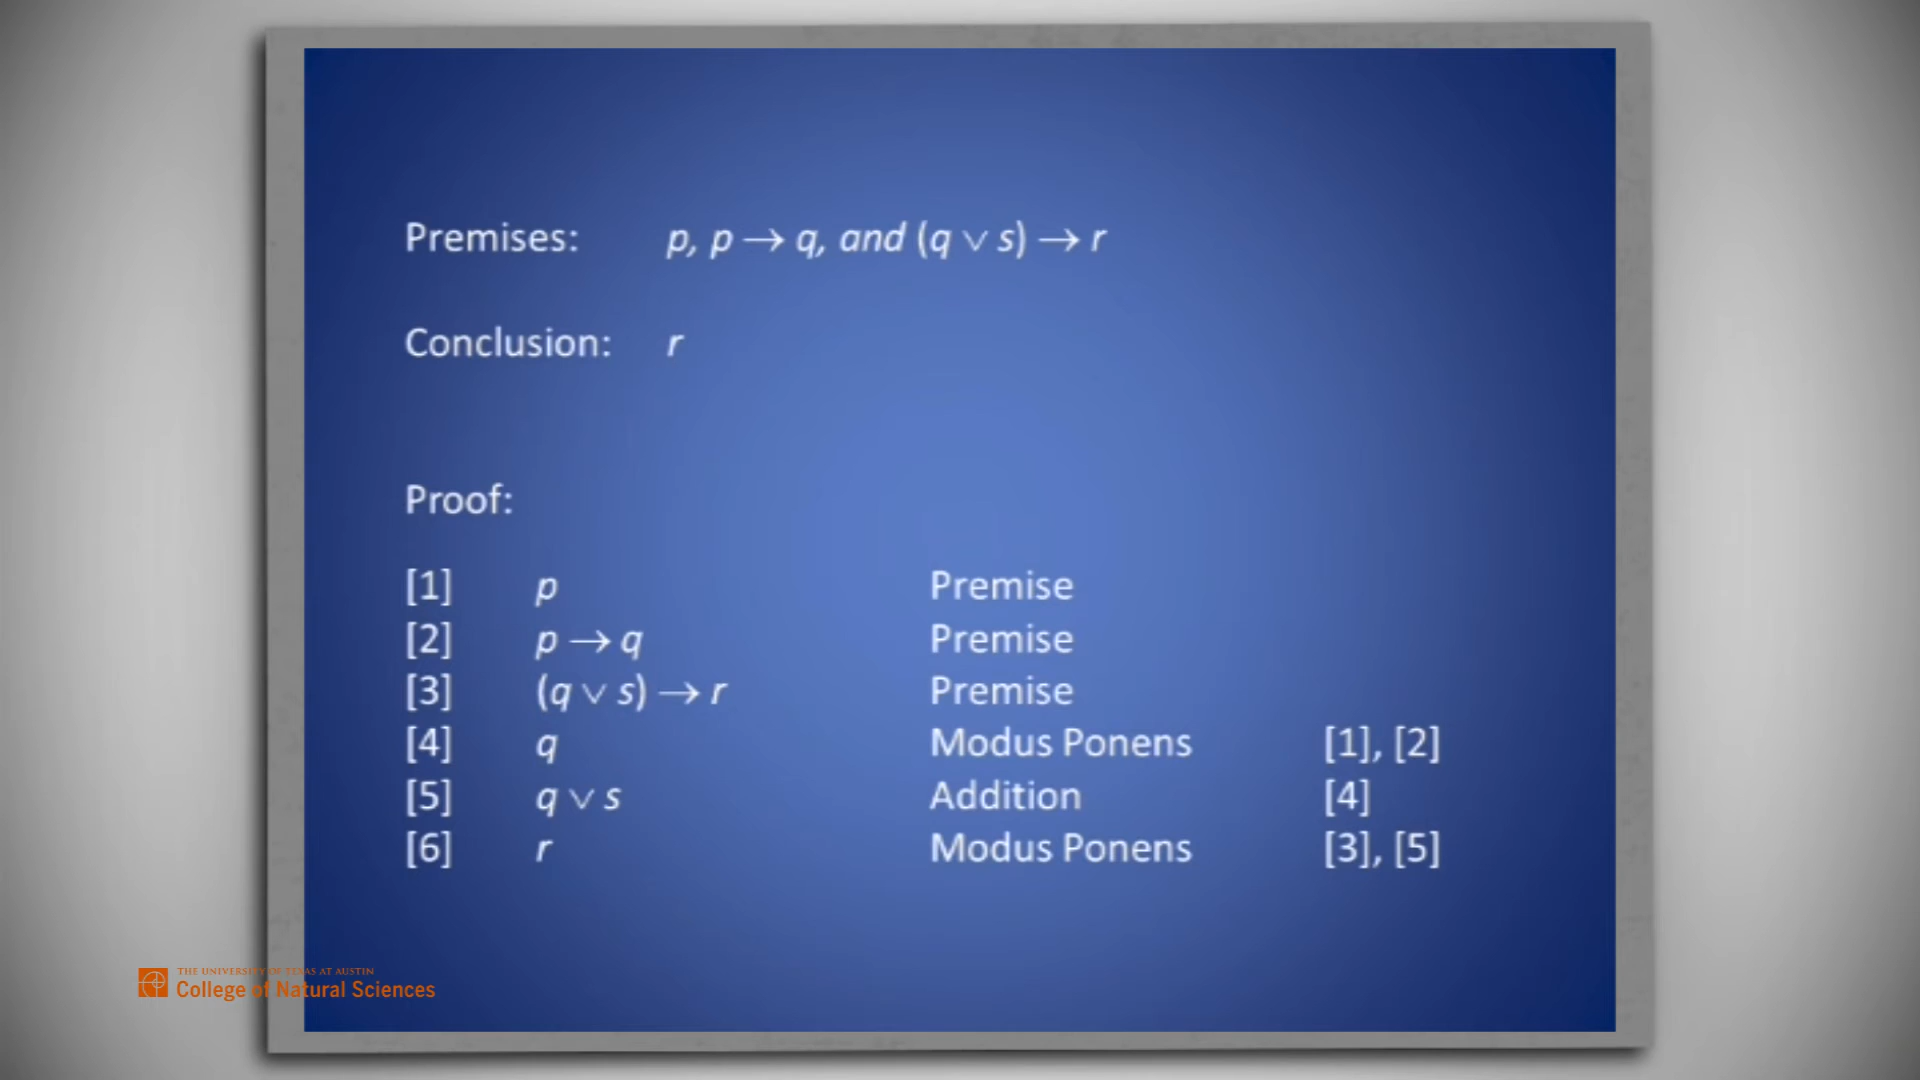 Premises: p, p → q, and (q ∨ s) → r
Conclusion: r
Proof:
[1] p Premise
[2] p → q Premise
[3] (q ∨ s) → r Premise
[4] q Modus Ponens [1], [2]
[5] q ∨ s Addition [4]
[6] r Modus Ponens [3], [5]
THE UNIVERSITY OF TEXAS AT AUSTIN
College of Natural Sciences